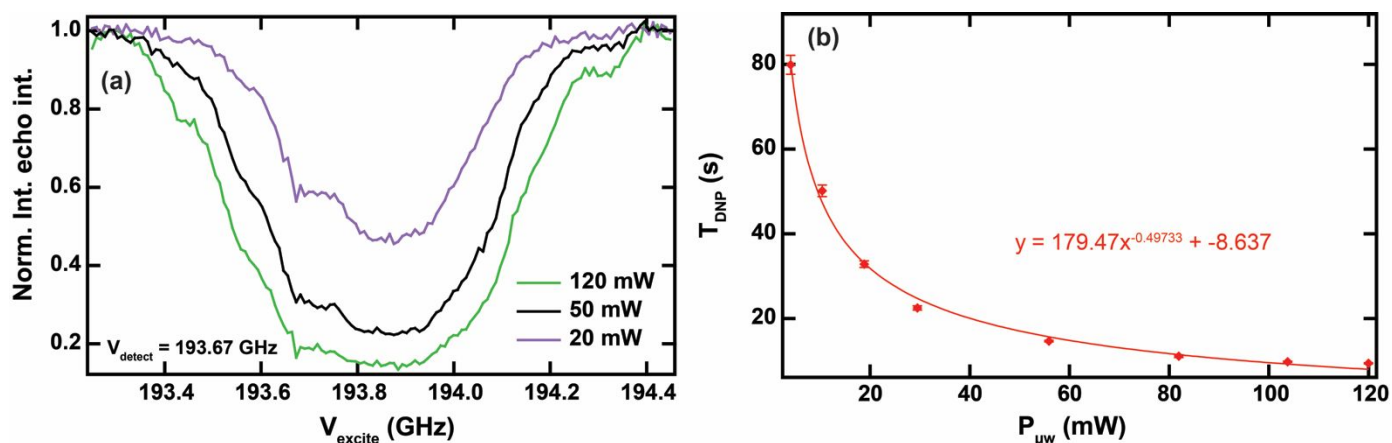 (a)
Norm. Int. echo int.
1.0
0.8
0.6
0.4
0.2
120 mW
50 mW
20 mW
V_detect = 193.67 GHz
193.4 193.6 193.8 194.0 194.2 194.4
V_excite (GHz)
(b)
T_DNP (s)
80
60
40
20
y = 179.47x^-0.49733 + -8.637
20 40 60 80 100 120
P_μw (mW)